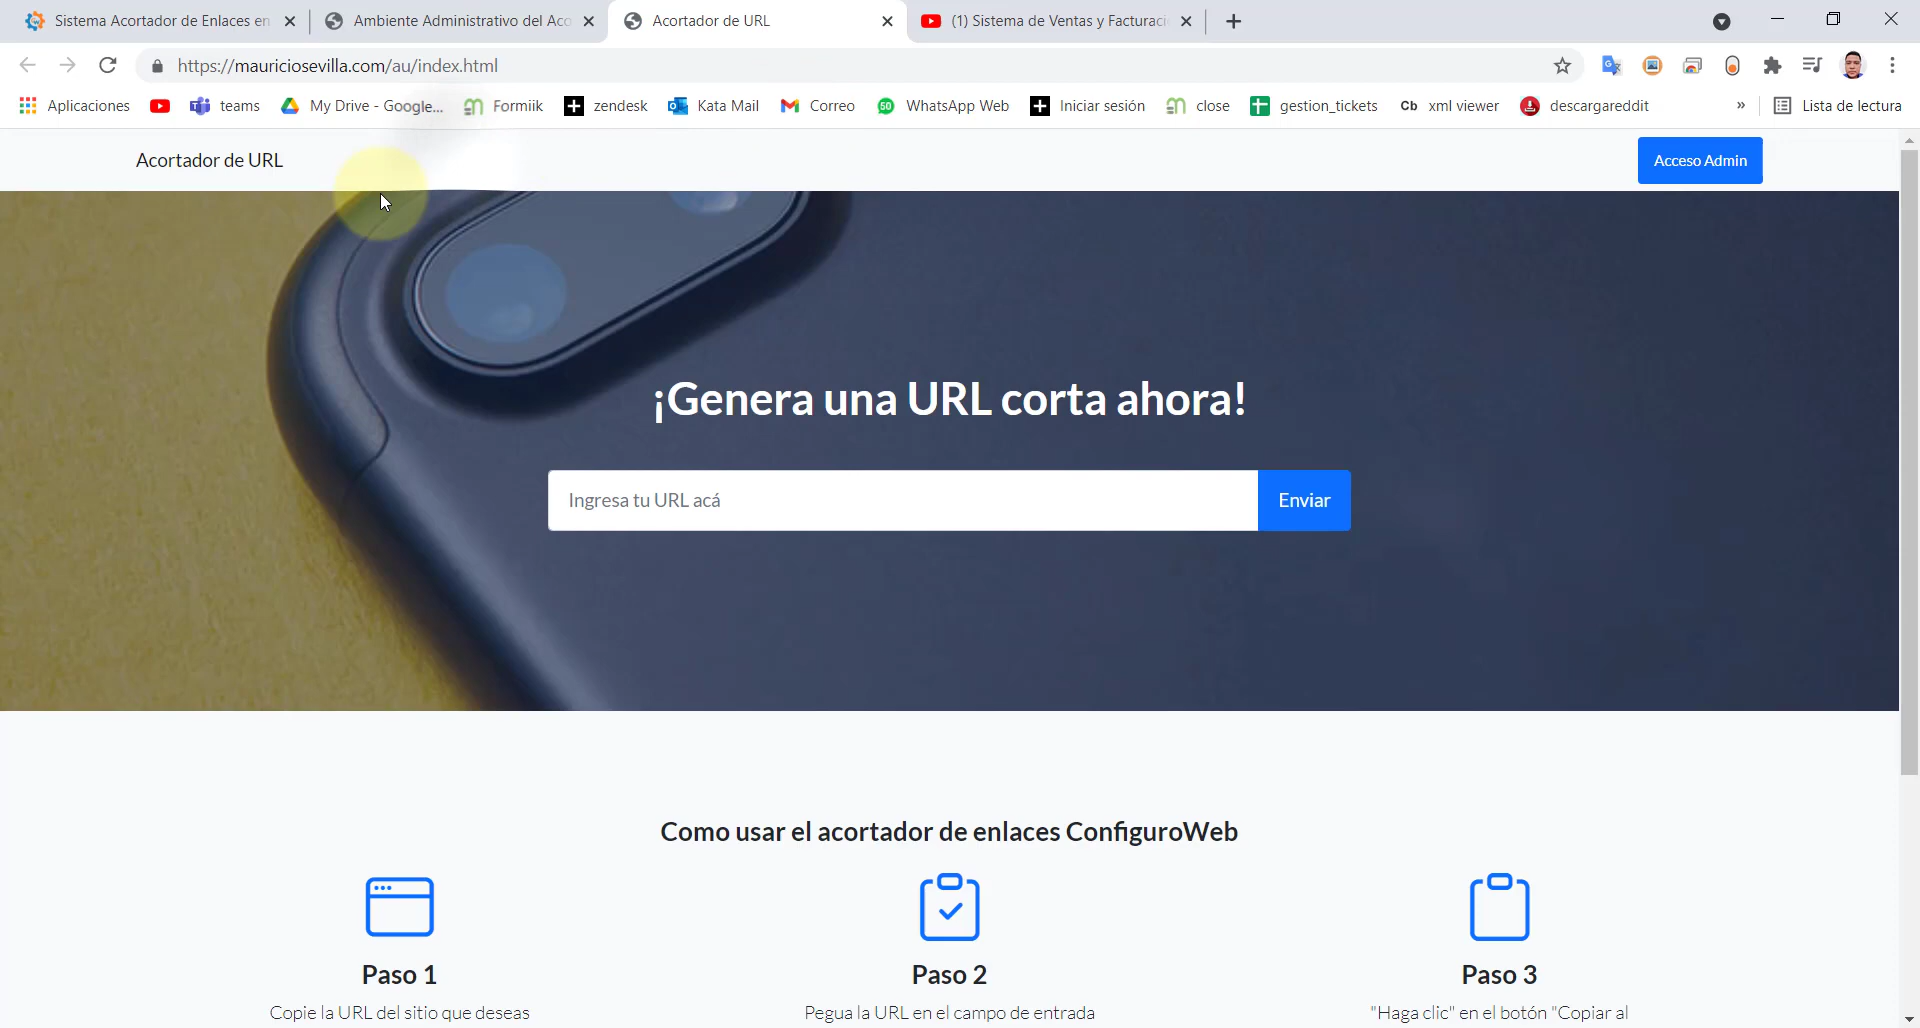 Sistema Acortador de Enlaces en
Ambiente Administrativo del Aco
Acortador de URL
(1) Sistema de Ventas y Facturaci
https://mauriciosevilla.com/au/index.html
Aplicaciones
teams
My Drive - Google...
Formiik
zendesk
Kata Mail
Correo
60
WhatsApp Web
Iniciar sesión
close
gestion_tickets
Cb
xml viewer
descargareddit
»
Lista de lectura
Acortador de URL
Acceso Admin
¡Genera una URL corta ahora!
Ingresa tu URL acá
Enviar
Como usar el acortador de enlaces ConfiguroWeb
Paso 1
Paso 2
Paso 3
Copie la URL del sitio que deseas
Pegua la URL en el campo de entrada
"Haga clic" en el botón "Copiar al